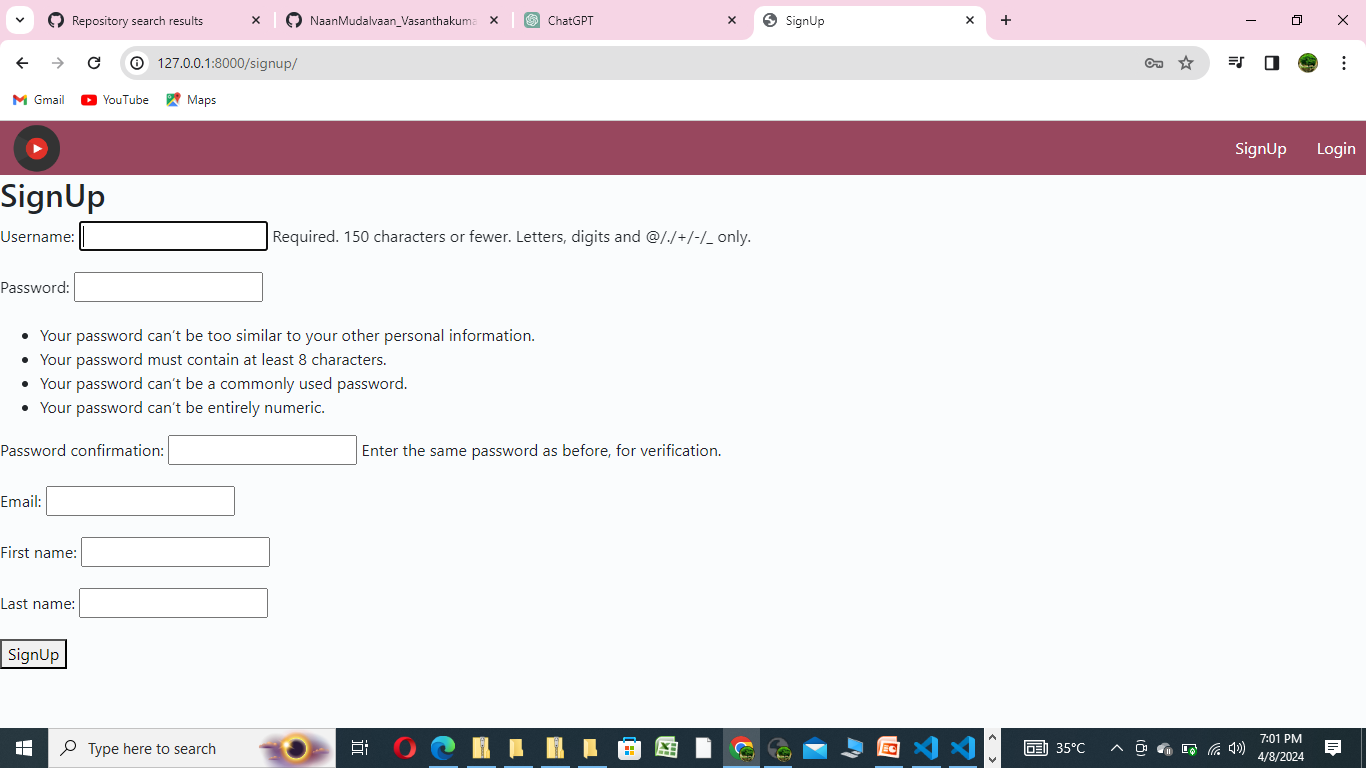 Repository search results
NaanMudalvaan_Vasanthakuma
ChatGPT
SignUp
127.0.0.1:8000/signup/
Gmail
YouTube
Maps
SignUp
Login
SignUp
Username:
Required. 150 characters or fewer. Letters, digits and @/./+/-/_ only.
Password:
Your password can't be too similar to your other personal information.
Your password must contain at least 8 characters.
Your password can't be a commonly used password.
Your password can't be entirely numeric.
Password confirmation:
Enter the same password as before, for verification.
Email:
First name:
Last name:
SignUp
Type here to search
35°C
7:01 PM
4/8/2024